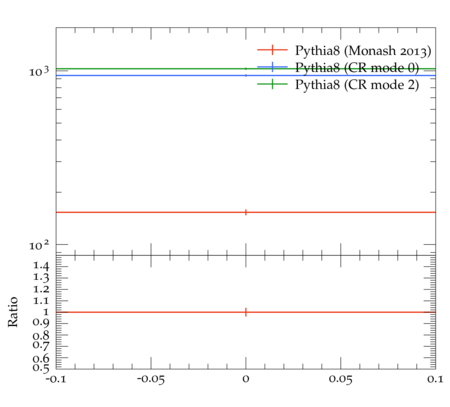 Pythia8 (Monash 2013)
10³
Pythia8 (CR mode 0)
Pythia8 (CR mode 2)
10²
Ratio
1.4
1.3
1.2
1.1
1
0.9
0.8
0.7
0.6
0.5
-0.1 -0.05 0 0.05 0.1